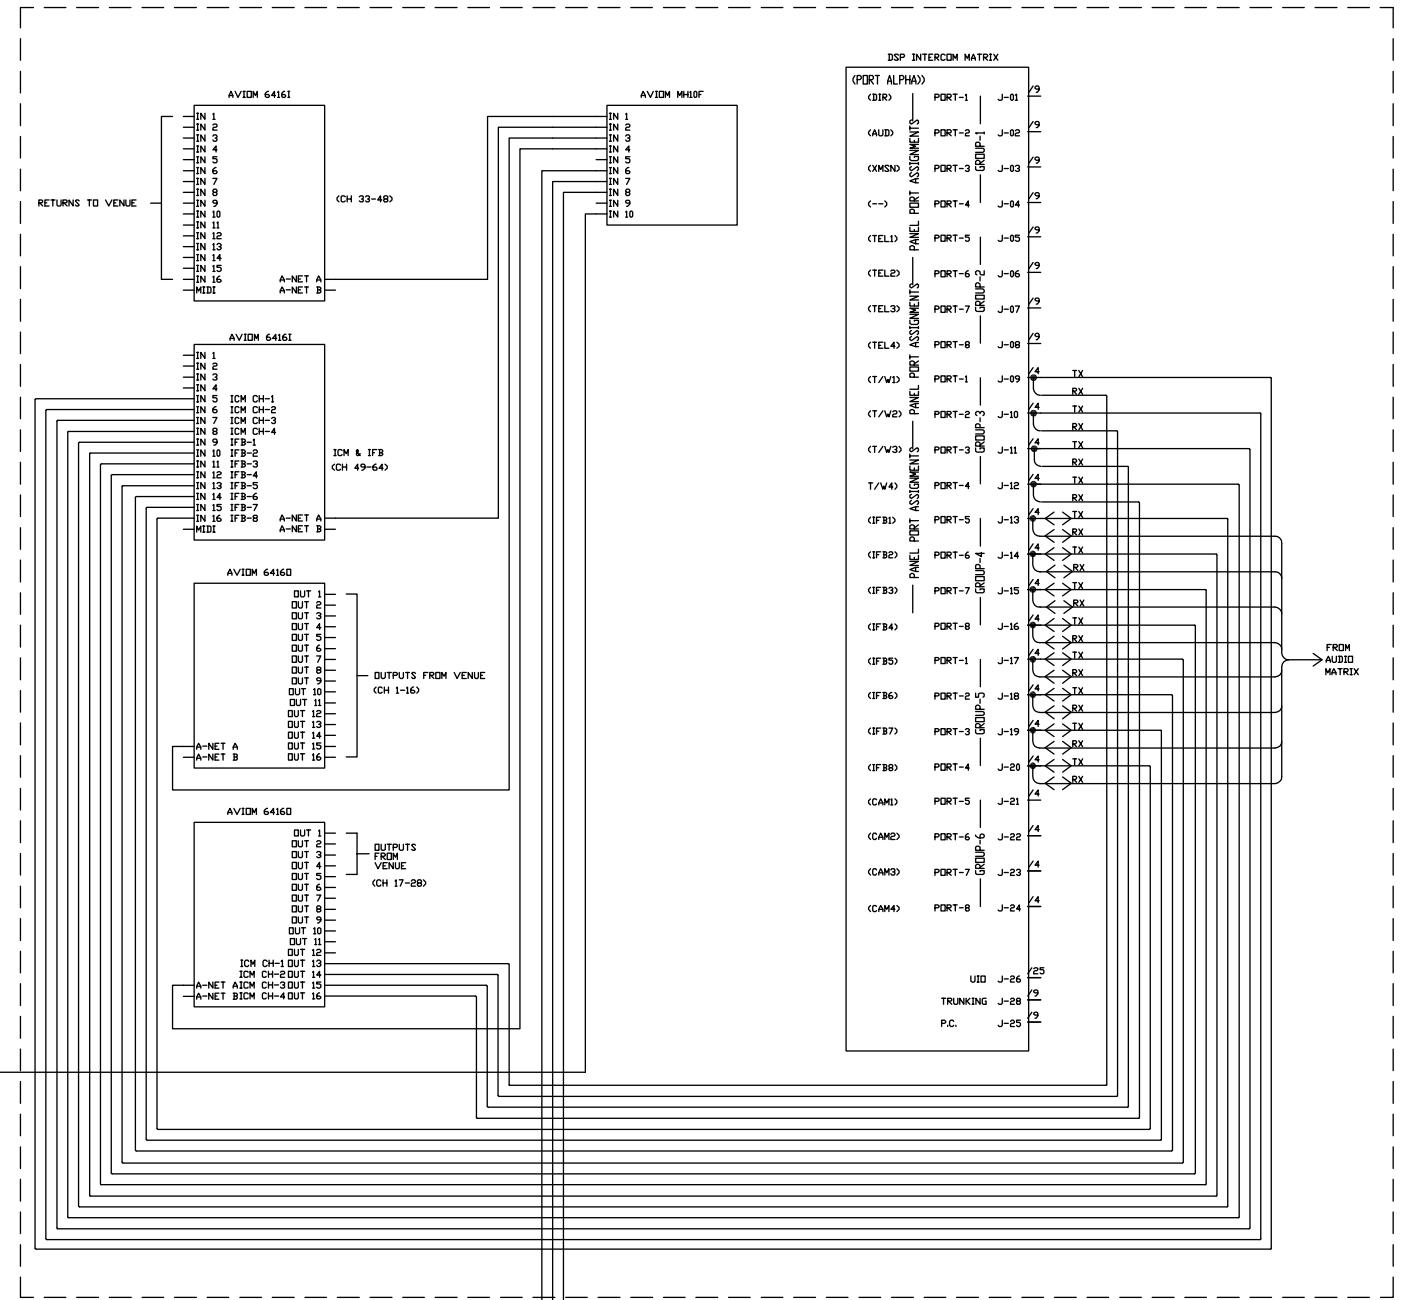 AVIOM 6416I
IN 1
IN 2
IN 3
IN 4
IN 5
IN 6
IN 7
IN 8
IN 9
IN 10
IN 11
IN 12
IN 13
IN 14
IN 15
IN 16
MIDI
A-NET A
A-NET B
RETURNS TO VENUE
(CH 33-48)
AVIOM 6416I
IN 1
IN 2
IN 3
IN 4
IN 5 ICM CH-1
IN 6 ICM CH-2
IN 7 ICM CH-3
IN 8 ICM CH-4
IN 9 IFB-1
IN 10 IFB-2
IN 11 IFB-3
IN 12 IFB-4
IN 13 IFB-5
IN 14 IFB-6
IN 15 IFB-7
IN 16 IFB-8
MIDI
A-NET A
A-NET B
ICM & IFB
(CH 49-64)
AVIOM 6416O
OUT 1
OUT 2
OUT 3
OUT 4
OUT 5
OUT 6
OUT 7
OUT 8
OUT 9
OUT 10
OUT 11
OUT 12
OUT 13
OUT 14
A-NET A OUT 15
A-NET B OUT 16
OUTPUTS FROM VENUE
(CH 1-16)
AVIOM 6416O
OUT 1
OUT 2
OUT 3
OUT 4
OUT 5
OUT 6
OUT 7
OUT 8
OUT 9
OUT 10
OUT 11
OUT 12
ICM CH-1 OUT 13
ICM CH-2 OUT 14
A-NET A ICM CH-3 OUT 15
A-NET B ICM CH-4 OUT 16
OUTPUTS
FROM
VENUE
(CH 17-28)
AVIOM MH10F
IN 1
IN 2
IN 3
IN 4
IN 5
IN 6
IN 7
IN 8
IN 9
IN 10
DSP INTERCOM MATRIX
(PORT ALPHA))
(DIR) PORT-1 J-01 /9
(AUD) PORT-2 J-02 /9
(XMSN) PORT-3 J-03 /9
(--) PORT-4 J-04 /9
(TEL1) PORT-5 J-05 /9
(TEL2) PORT-6 J-06 /9
(TEL3) PORT-7 J-07 /9
(TEL4) PORT-8 J-08 /9
(T/W1) PORT-1 J-09 /4 TX
RX
(T/W2) PORT-2 J-10 /4 TX
RX
(T/W3) PORT-3 J-11 /4 TX
RX
T/W4) PORT-4 J-12 /4 TX
RX
(IFB1) PORT-5 J-13 /4 TX
RX
(IFB2) PORT-6 J-14 /4 TX
RX
(IFB3) PORT-7 J-15 /4 TX
RX
(IFB4) PORT-8 J-16 /4 TX
RX
(IFB5) PORT-1 J-17 /4 TX
RX
(IFB6) PORT-2 J-18 /4 TX
RX
(IFB7) PORT-3 J-19 /4 TX
RX
(IFB8) PORT-4 J-20 /4 TX
RX
(CAM1) PORT-5 J-21 /4
(CAM2) PORT-6 J-22 /4
(CAM3) PORT-7 J-23 /4
(CAM4) PORT-8 J-24 /4
UIO J-26 /25
TRUNKING J-28 /9
P.C. J-25 /9
PANEL PORT ASSIGNMENTS
PANEL PORT ASSIGNMENTS
PANEL PORT ASSIGNMENTS
PANEL PORT ASSIGNMENTS
GROUP-1
GROUP-2
GROUP-3
GROUP-4
GROUP-5
GROUP-6
FROM
AUDIO
MATRIX